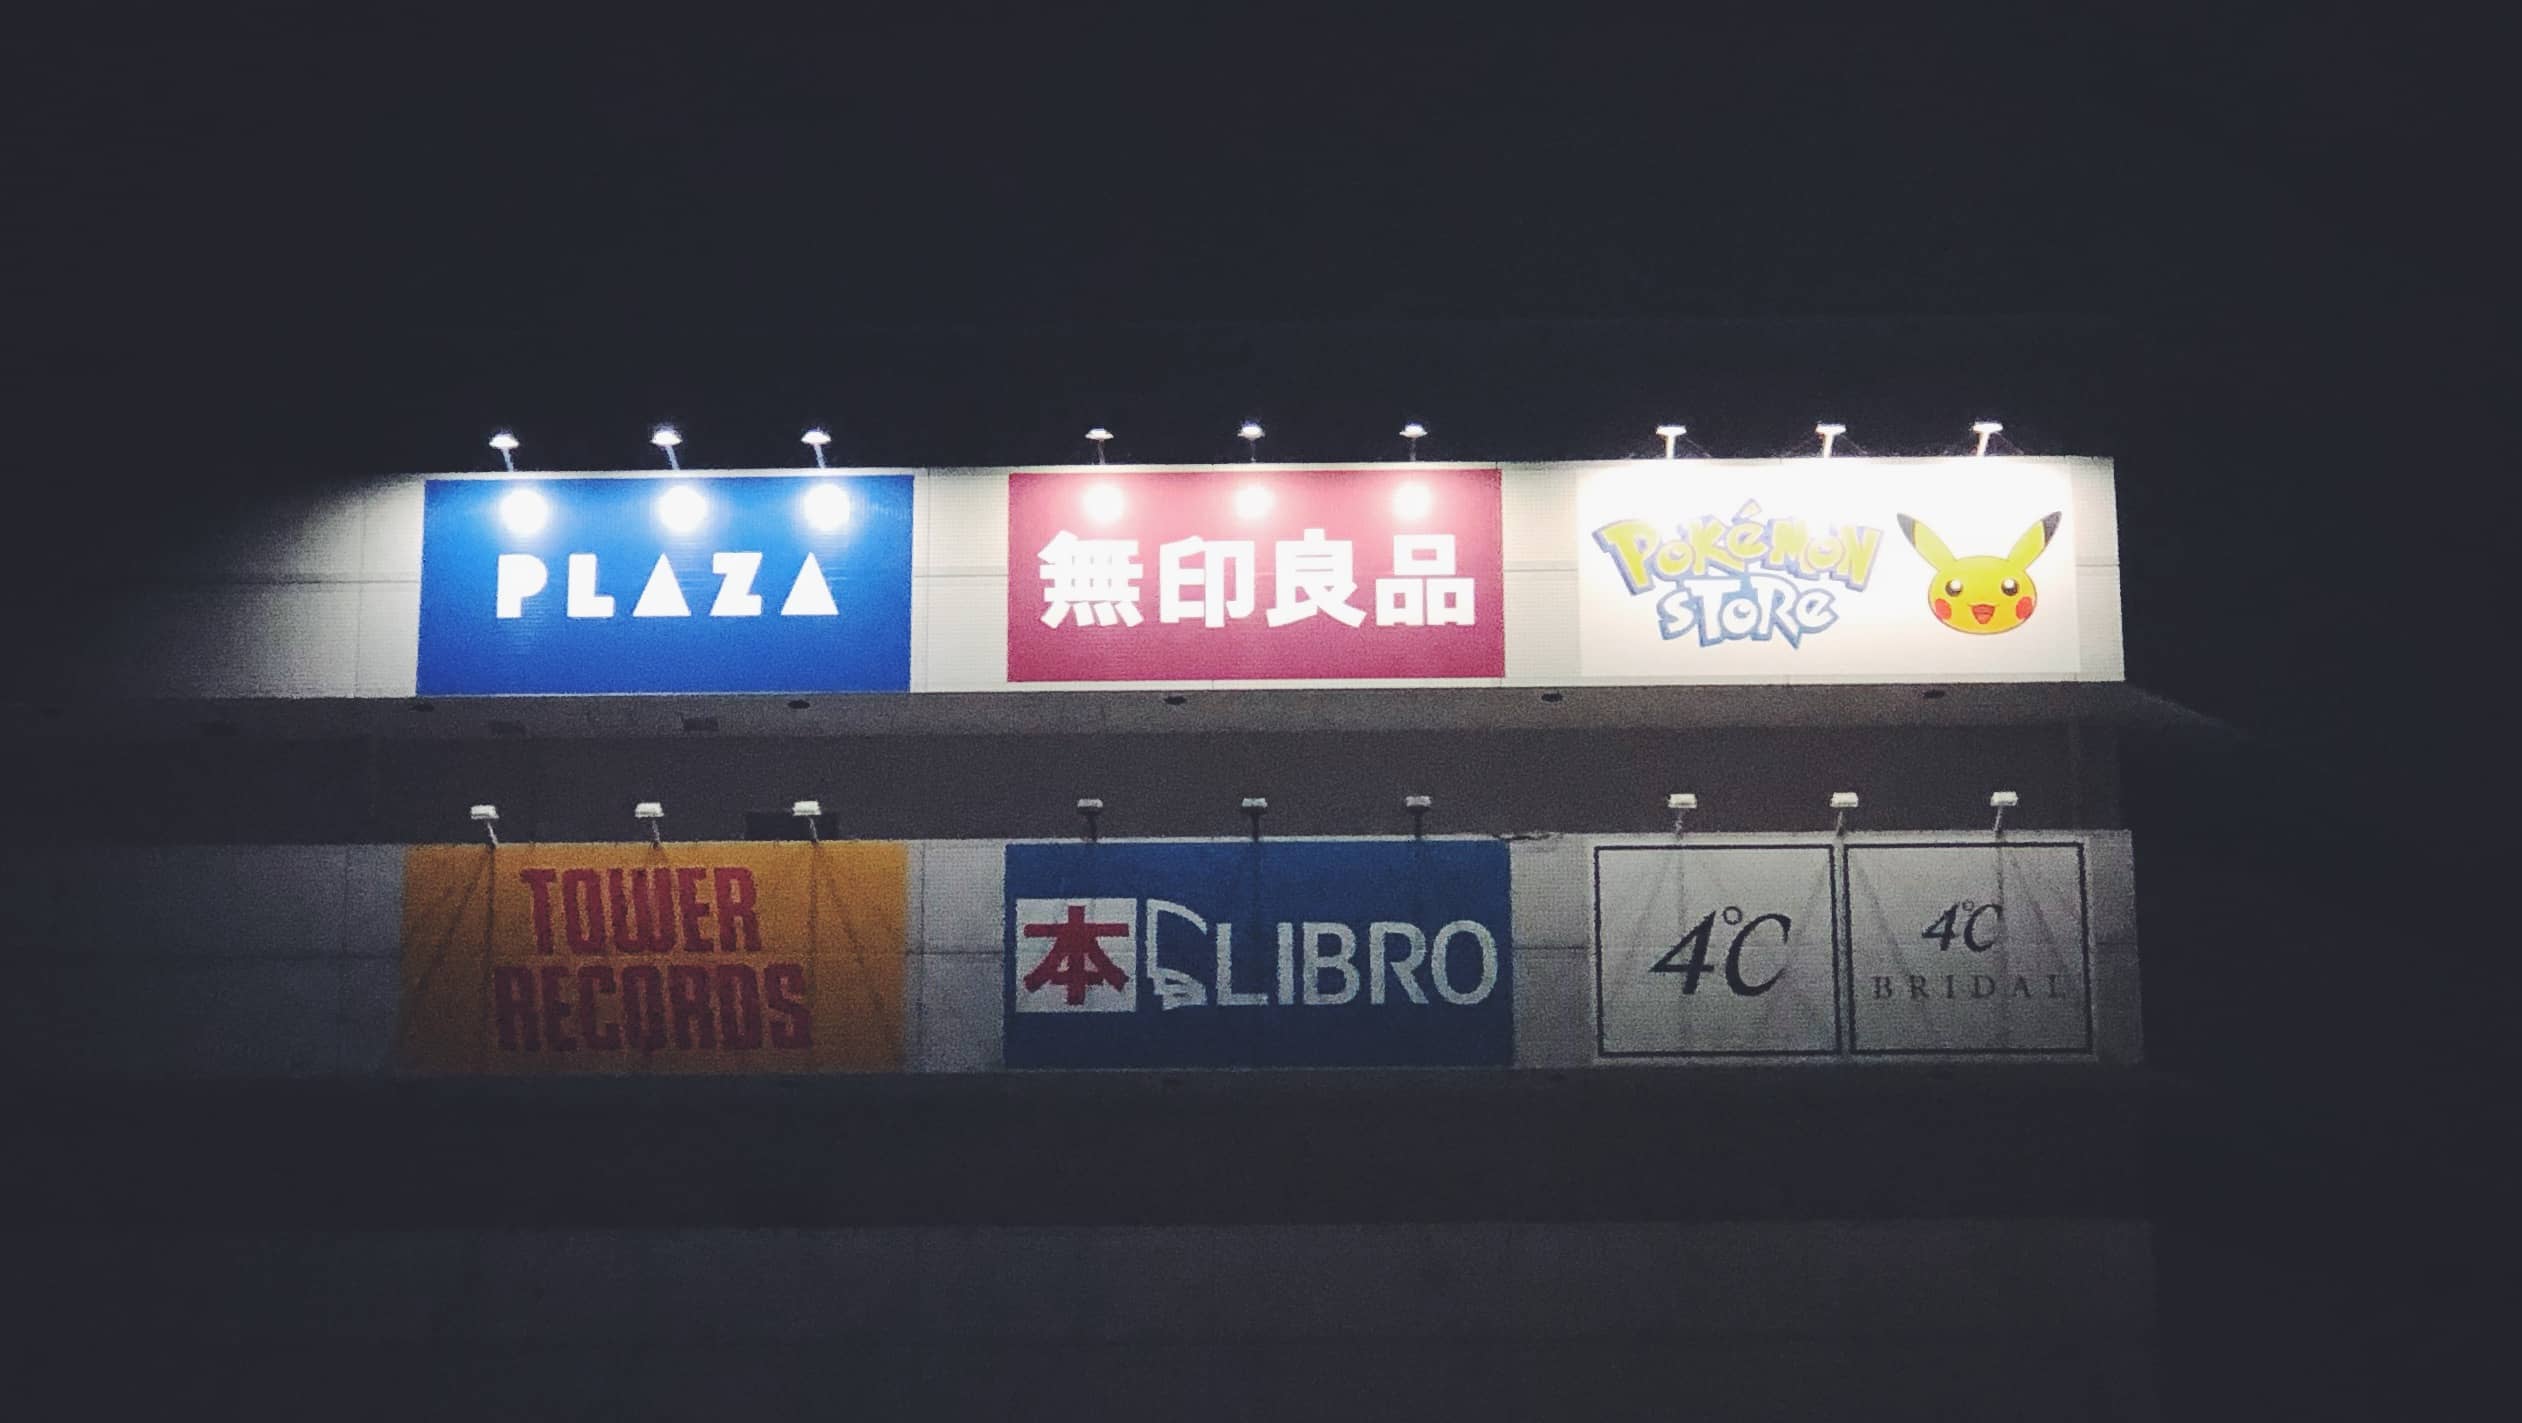 PLAZA
無印良品
POKéMON
STORE
TOWER
RECORDS
本 LIBRO
4℃
4℃
BRIDAL